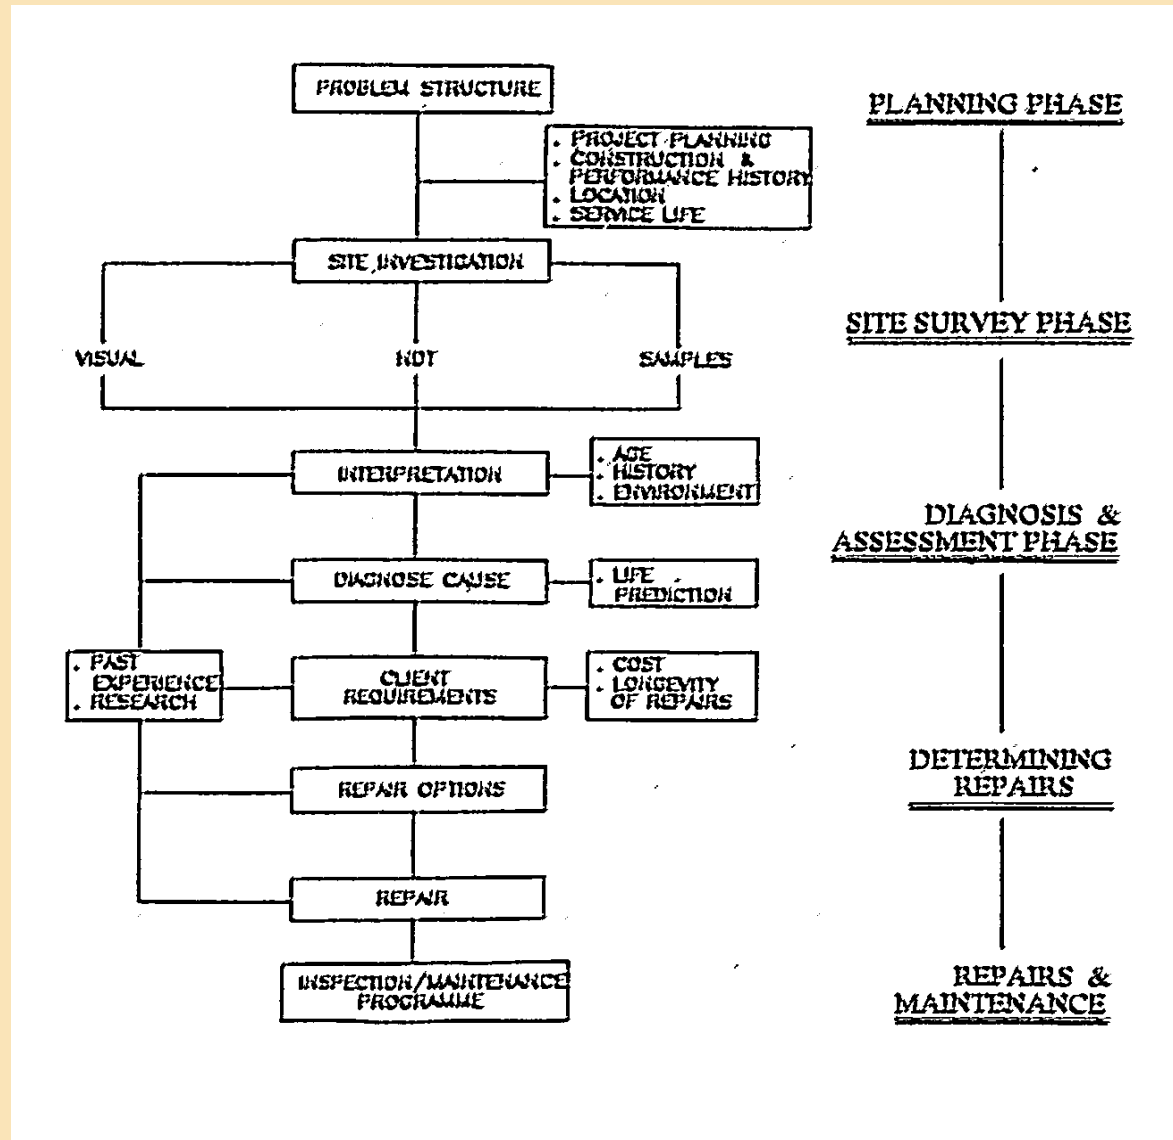 PROBLEM STRUCTURE
. PROJECT PLANNING
. CONSTRUCTION &
PERFORMANCE HISTORY
. LOCATION
. SERVICE LIFE
SITE INVESTIGATION
VISUAL
NDT
SAMPLES
INTERPRETATION
. AGE
. HISTORY
. ENVIRONMENT
DIAGNOSE CAUSE
. LIFE
PREDICTION
. PAST
EXPERIENCE
. RESEARCH
CLIENT
REQUIREMENTS
. COST
. LONGEVITY
OF REPAIRS
REPAIR OPTIONS
REPAIR
INSPECTION/MAINTENANCE
PROGRAMME
PLANNING PHASE
SITE SURVEY PHASE
DIAGNOSIS &
ASSESSMENT PHASE
DETERMINING
REPAIRS
REPAIRS &
MAINTENANCE